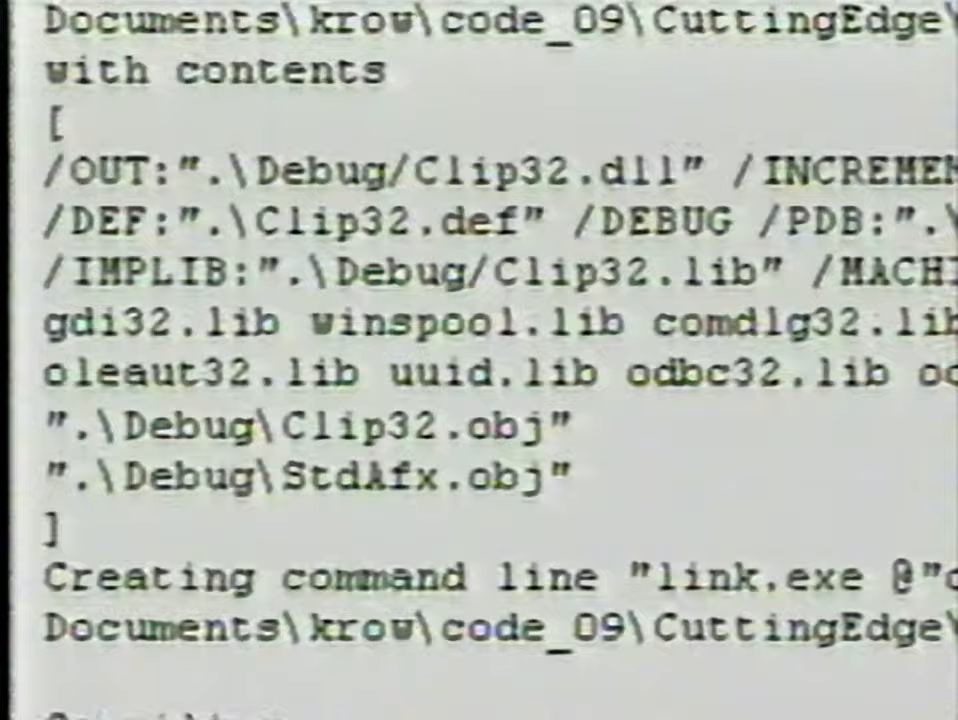 Documents\krow\code_09\CuttingEdge\
with contents
[
/OUT:".\Debug/Clip32.dll" /INCREMEN
/DEF:".\Clip32.def" /DEBUG /PDB:".\
/IMPLIB:".\Debug/Clip32.lib" /MACHI
gdi32.lib winspool.lib comdlg32.lib
oleaut32.lib uuid.lib odbc32.lib od
".\Debug\Clip32.obj"
".\Debug\StdAfx.obj"
]
Creating command line "link.exe @"c
Documents\krow\code_09\CuttingEdge\